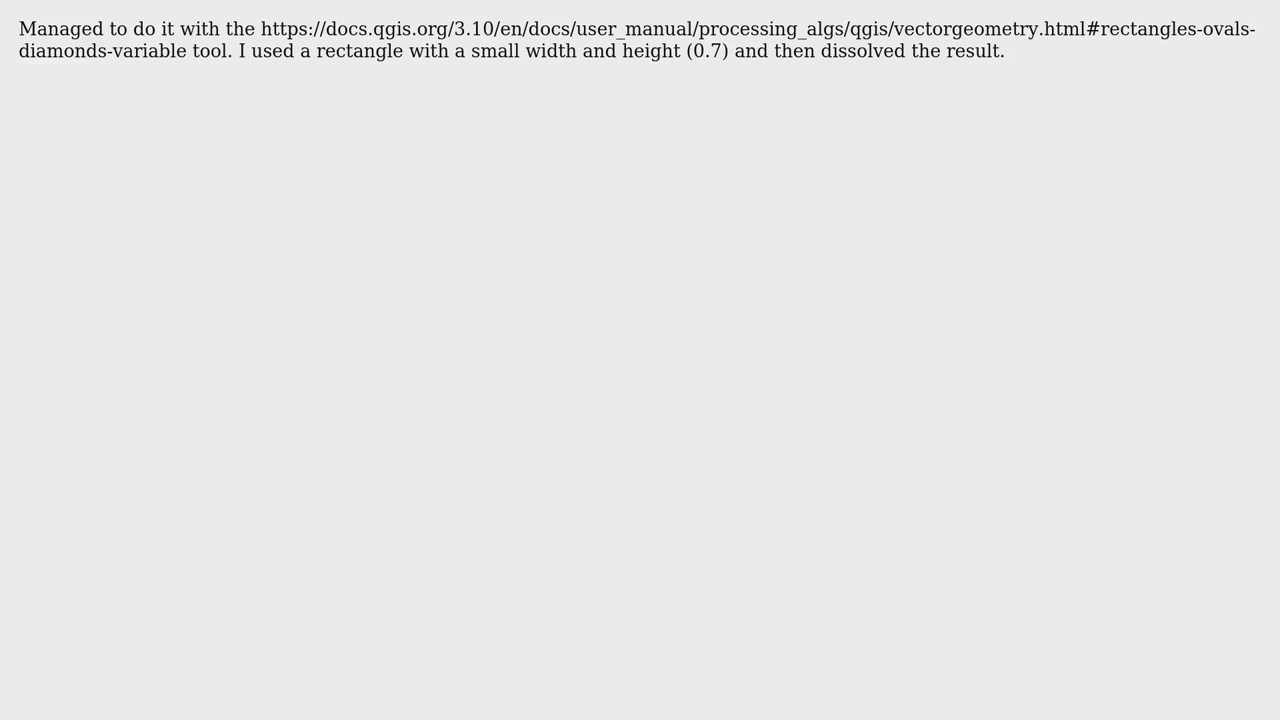 Managed to do it with the https://docs.qgis.org/3.10/en/docs/user_manual/processing_algs/qgis/vectorgeometry.html#rectangles-ovals-
diamonds-variable tool. I used a rectangle with a small width and height (0.7) and then dissolved the result.